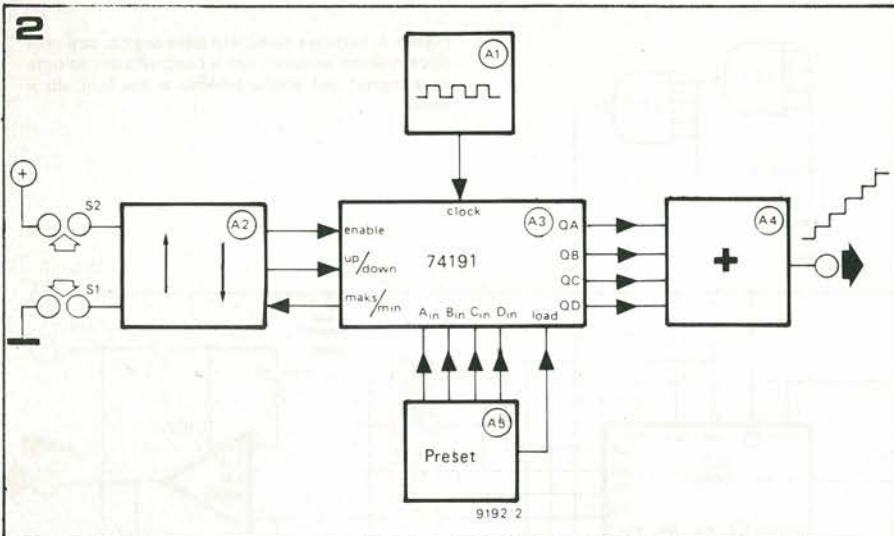 2
A1
+
S2
A2
enable
up/down
maks/min
S1
clock
A3
74191
QA
QB
QC
QD
Ain Bin Cin Din load
A4
+
A5
Preset
9192 2